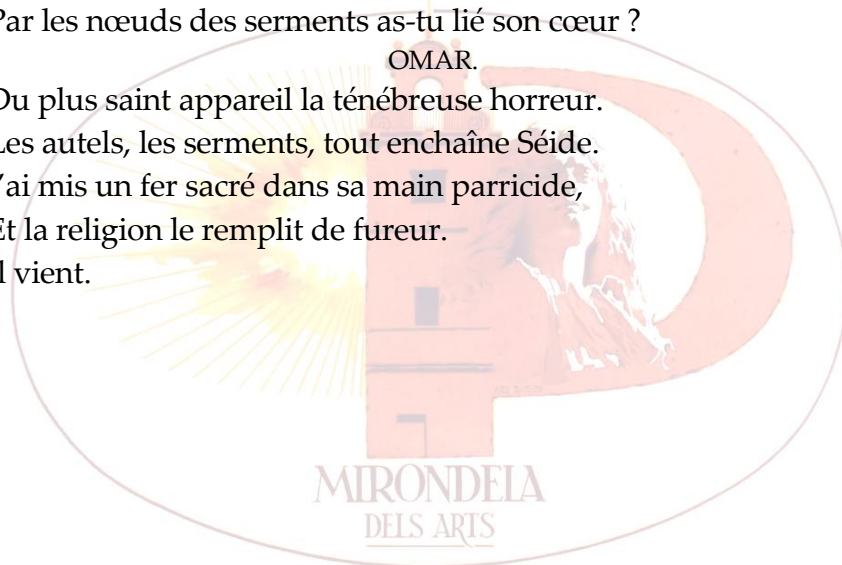 Par les nœuds des serments as-tu lié son cœur ?
OMAR.
Du plus saint appareil la ténébreuse horreur.
Les autels, les serments, tout enchaîne Séide.
’ai mis un fer sacré dans sa main parricide,
Et la religion le remplit de fureur.
l vient.
MIRONDELA
DELS ARTS